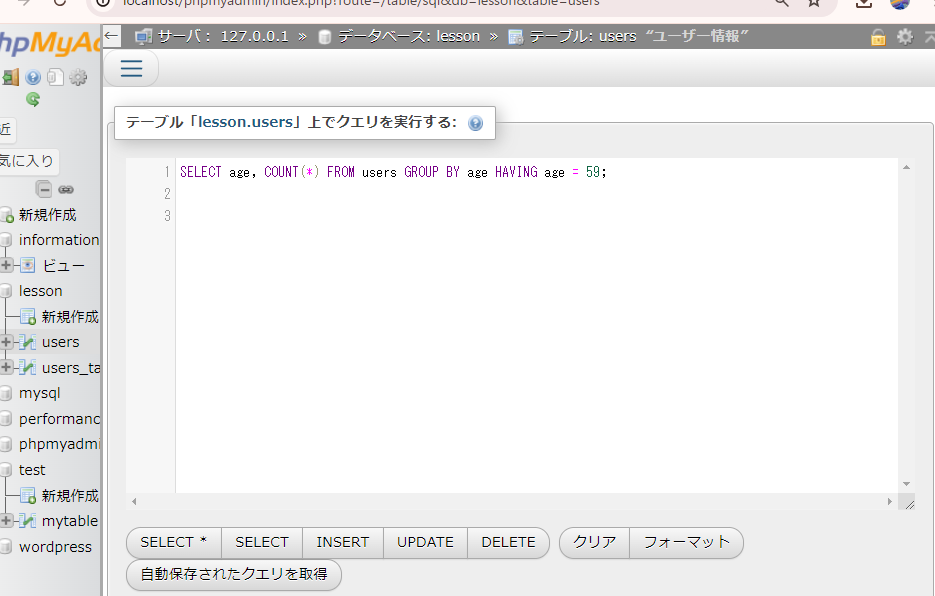 localhost/phpmyadmin/index.php?route=/table/sql&db=lesson&table=users
hpMyAd
← サーバ: 127.0.0.1 » データベース: lesson » テーブル: users “ユーザー情報”
近
気に入り
新規作成
information
ビュー
lesson
新規作成
users
users_ta
mysql
performanc
phpmyadmi
test
新規作成
mytable
wordpress
テーブル「lesson.users」上でクエリを実行する:
1 SELECT age, COUNT(*) FROM users GROUP BY age HAVING age = 59;
2
3
SELECT * SELECT INSERT UPDATE DELETE クリア フォーマット
自動保存されたクエリを取得